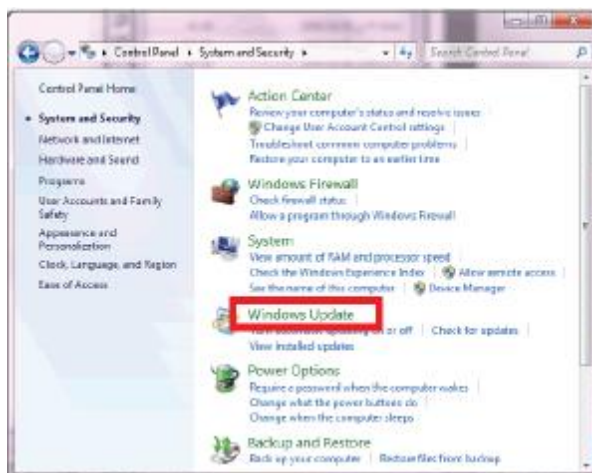 Control Panel ▸ System and Security ▸
Search Control Panel
Control Panel Home
System and Security
Network and Internet
Hardware and Sound
Programs
User Accounts and Family
Safety
Appearance and
Personalization
Clock, Language, and Region
Ease of Access
Action Center
Review your computer's status and resolve issues
Change User Account Control settings
Troubleshoot common computer problems
Restore your computer to an earlier time
Windows Firewall
Check firewall status
Allow a program through Windows Firewall
System
View amount of RAM and processor speed
Check the Windows Experience Index Allow remote access
See the name of this computer Device Manager
Windows Update
or off Check for updates
View installed updates
Power Options
Require a password when the computer wakes
Change what the power buttons do
Change when the computer sleeps
Backup and Restore
Back up your computer Restore files from backup